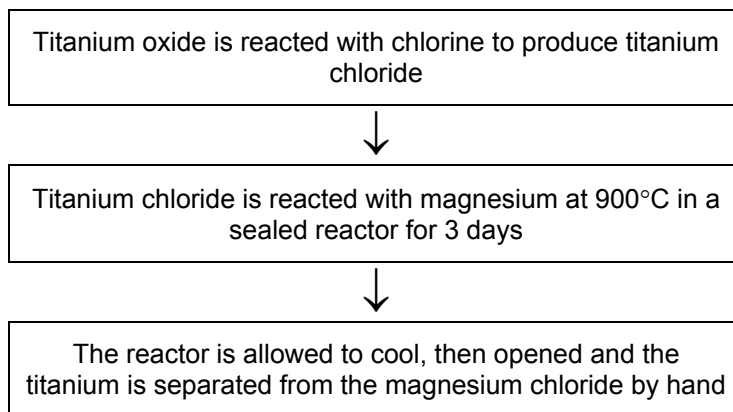 Titanium oxide is reacted with chlorine to produce titanium
chloride
Titanium chloride is reacted with magnesium at 900°C in a
sealed reactor for 3 days
The reactor is allowed to cool, then opened and the
titanium is separated from the magnesium chloride by hand